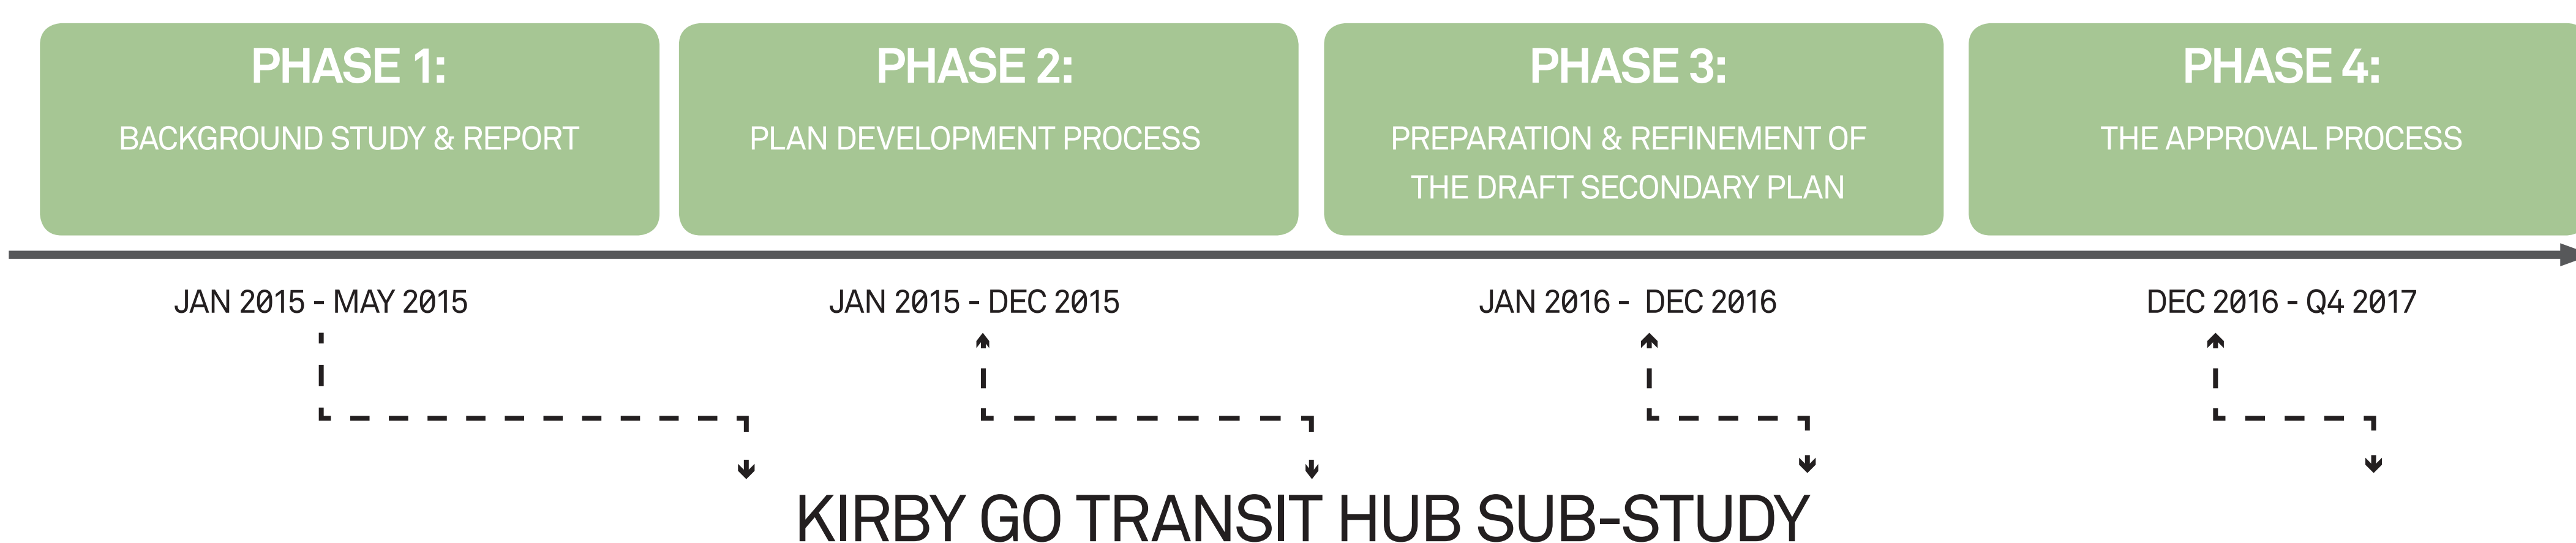 PHASE 1:
BACKGROUND STUDY & REPORT
PHASE 2:
PLAN DEVELOPMENT PROCESS
PHASE 3:
PREPARATION & REFINEMENT OF
THE DRAFT SECONDARY PLAN
PHASE 4:
THE APPROVAL PROCESS
JAN 2015 - MAY 2015
JAN 2015 - DEC 2015
JAN 2016 - DEC 2016
DEC 2016 - Q4 2017
KIRBY GO TRANSIT HUB SUB-STUDY